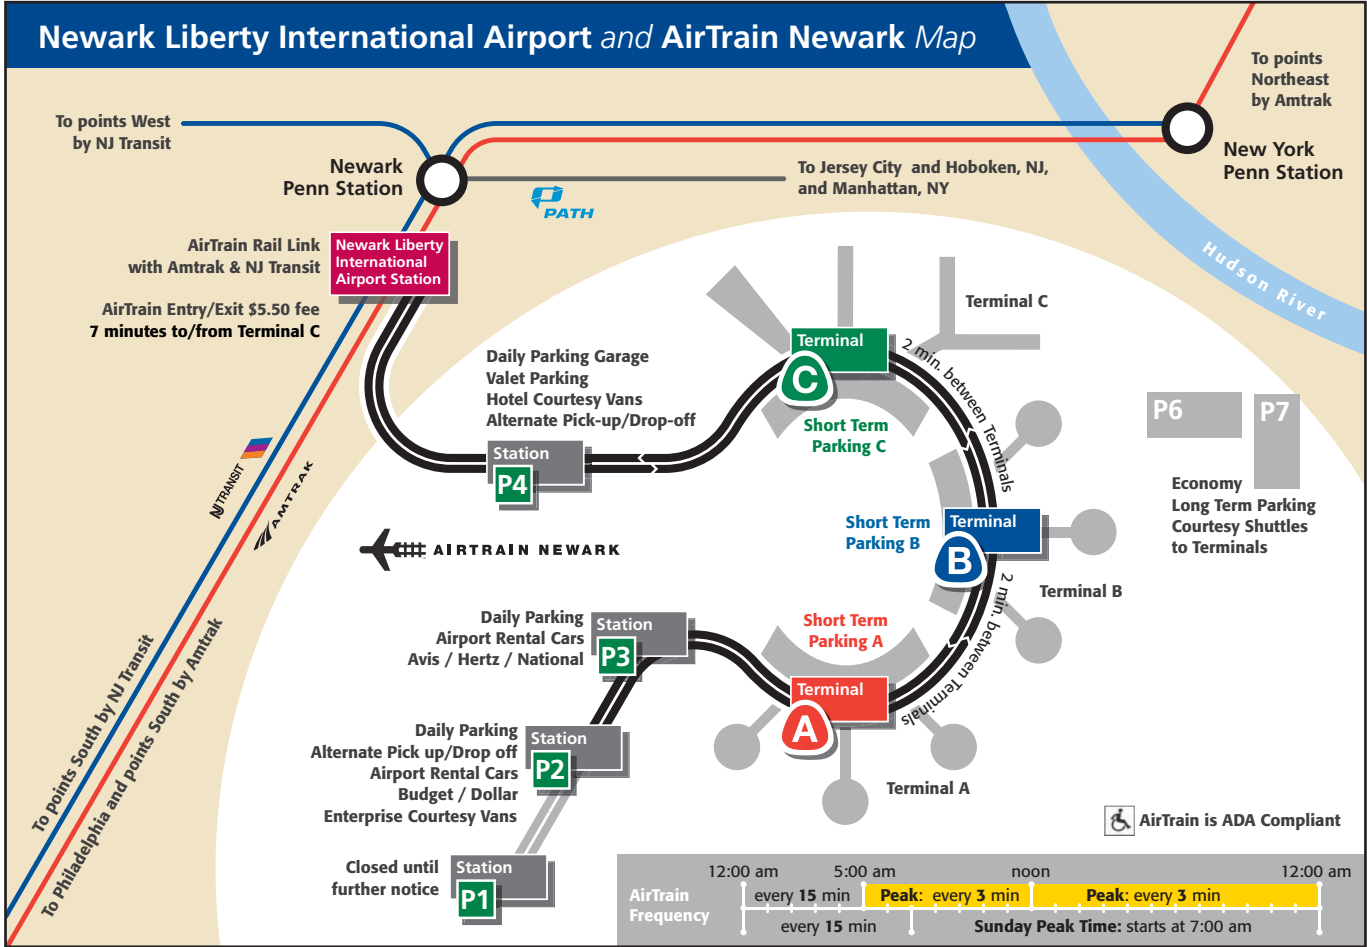 Newark Liberty International Airport and AirTrain Newark Map
To points
Northeast
by Amtrak
To points West
by NJ Transit
Newark
Penn Station
New York
Penn Station
To Jersey City and Hoboken, NJ,
and Manhattan, NY
PATH
Hudson River
AirTrain Rail Link
with Amtrak & NJ Transit
Newark Liberty
International
Airport Station
AirTrain Entry/Exit $5.50 fee
7 minutes to/from Terminal C
Terminal C
Terminal
C
2 min. between Terminals
Daily Parking Garage
Valet Parking
Hotel Courtesy Vans
Alternate Pick-up/Drop-off
Station
P4
Short Term
Parking C
P6
P7
Economy
Long Term Parking
Courtesy Shuttles
to Terminals
NJ TRANSIT
AMTRAK
AIRTRAIN NEWARK
Short Term
Parking B
Terminal
B
Terminal B
2 min. between Terminals
Daily Parking
Airport Rental Cars
Avis / Hertz / National
Station
P3
Short Term
Parking A
Terminal
A
Terminal A
To points South by NJ Transit
To Philadelphia and points South by Amtrak
Daily Parking
Alternate Pick up/Drop off
Airport Rental Cars
Budget / Dollar
Enterprise Courtesy Vans
Station
P2
Closed until
further notice
Station
P1
AirTrain is ADA Compliant
12:00 am 5:00 am noon 12:00 am
AirTrain
Frequency
every 15 min Peak: every 3 min Peak: every 3 min
every 15 min Sunday Peak Time: starts at 7:00 am